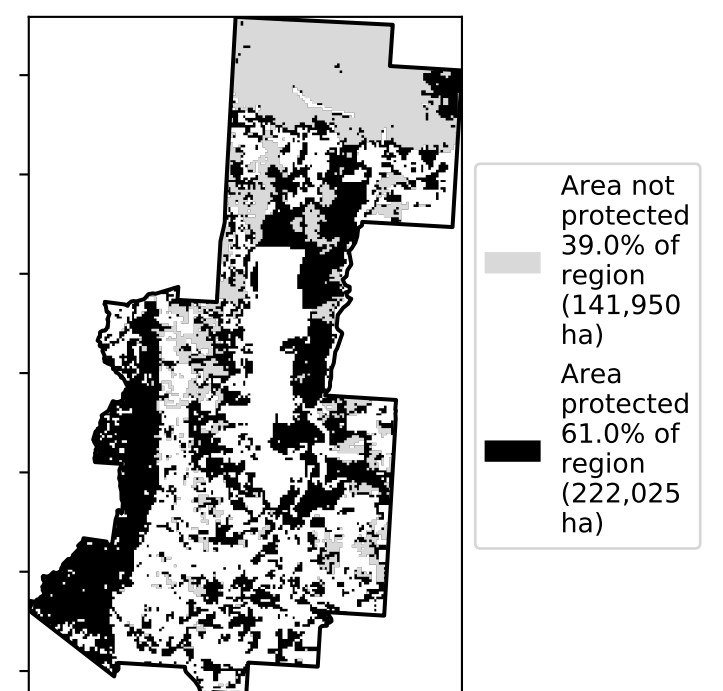 Area not
protected
39.0% of
region
(141,950
ha)
Area
protected
61.0% of
region
(222,025
ha)